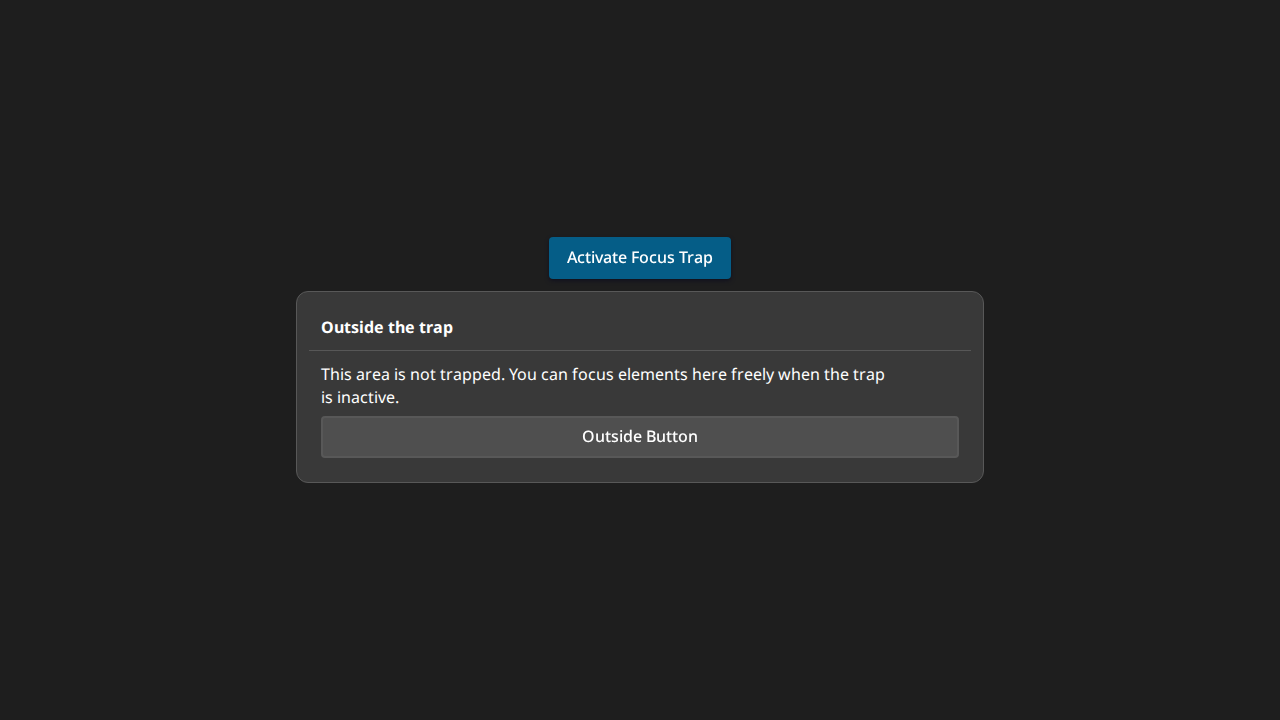 Activate Focus Trap
Outside the trap
This area is not trapped. You can focus elements here freely when the trap
is inactive.
Outside Button